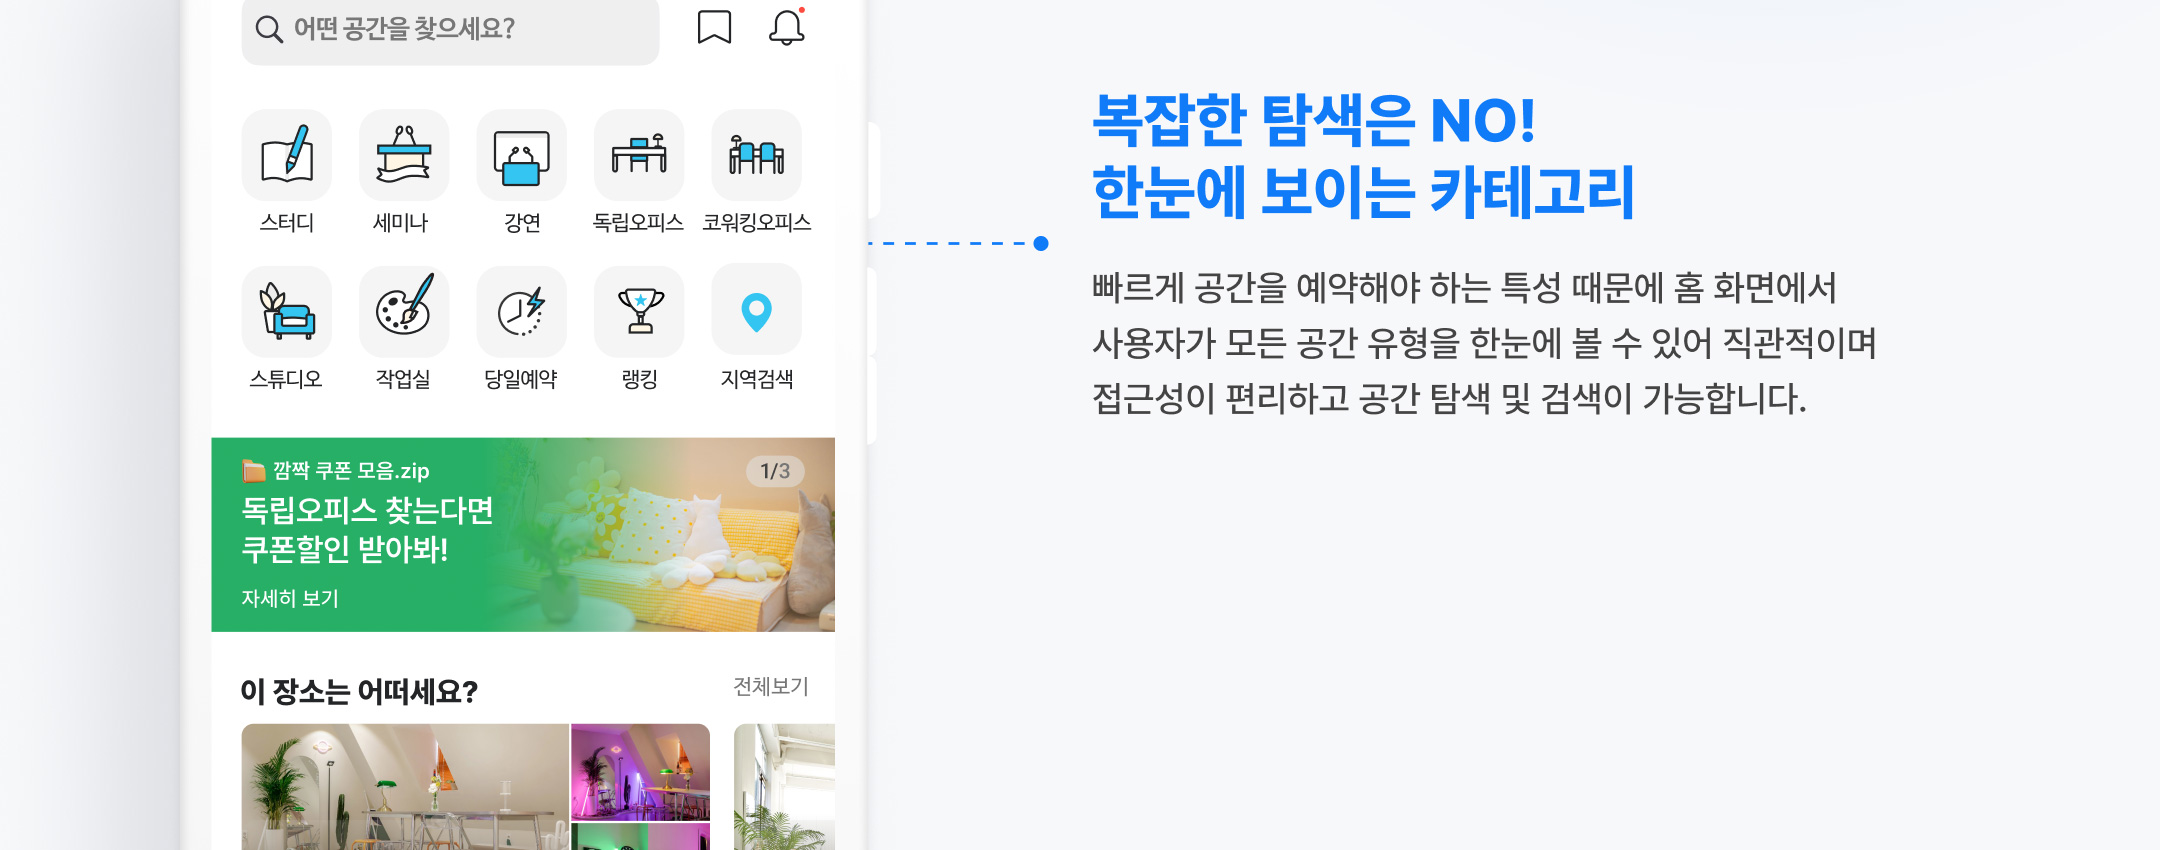 어떤 공간을 찾으세요?
스터디
세미나
강연
독립오피스
코워킹오피스
스튜디오
작업실
당일예약
랭킹
지역검색
깜짝 쿠폰 모음.zip
1/3
독립오피스 찾는다면
쿠폰할인 받아봐!
자세히 보기
이 장소는 어떠세요?
전체보기
복잡한 탐색은 NO!
한눈에 보이는 카테고리
빠르게 공간을 예약해야 하는 특성 때문에 홈 화면에서
사용자가 모든 공간 유형을 한눈에 볼 수 있어 직관적이며
접근성이 편리하고 공간 탐색 및 검색이 가능합니다.